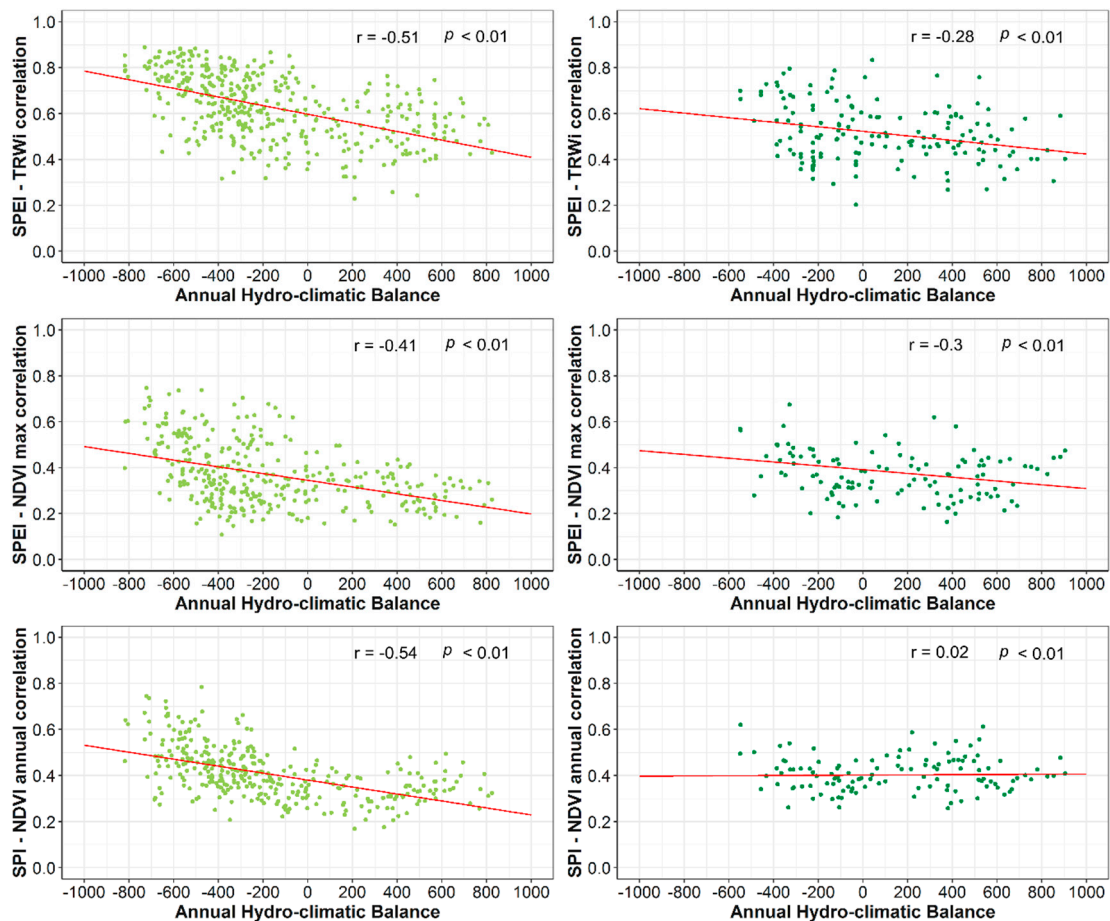 r = -0.51 p < 0.01
SPEI - TRWi correlation
1.0
0.8
0.6
0.4
0.2
0.0
-1000 -800 -600 -400 -200 0 200 400 600 800 1000
Annual Hydro-climatic Balance
r = -0.28 p < 0.01
SPEI - TRWi correlation
1.0
0.8
0.6
0.4
0.2
0.0
-1000 -800 -600 -400 -200 0 200 400 600 800 1000
Annual Hydro-climatic Balance
r = -0.41 p < 0.01
SPEI - NDVI max correlation
1.0
0.8
0.6
0.4
0.2
0.0
-1000 -800 -600 -400 -200 0 200 400 600 800 1000
Annual Hydro-climatic Balance
r = -0.3 p < 0.01
SPEI - NDVI max correlation
1.0
0.8
0.6
0.4
0.2
0.0
-1000 -800 -600 -400 -200 0 200 400 600 800 1000
Annual Hydro-climatic Balance
r = -0.54 p < 0.01
SPI - NDVI annual correlation
1.0
0.8
0.6
0.4
0.2
0.0
-1000 -800 -600 -400 -200 0 200 400 600 800 1000
Annual Hydro-climatic Balance
r = 0.02 p < 0.01
SPI - NDVI annual correlation
1.0
0.8
0.6
0.4
0.2
0.0
-1000 -800 -600 -400 -200 0 200 400 600 800 1000
Annual Hydro-climatic Balance